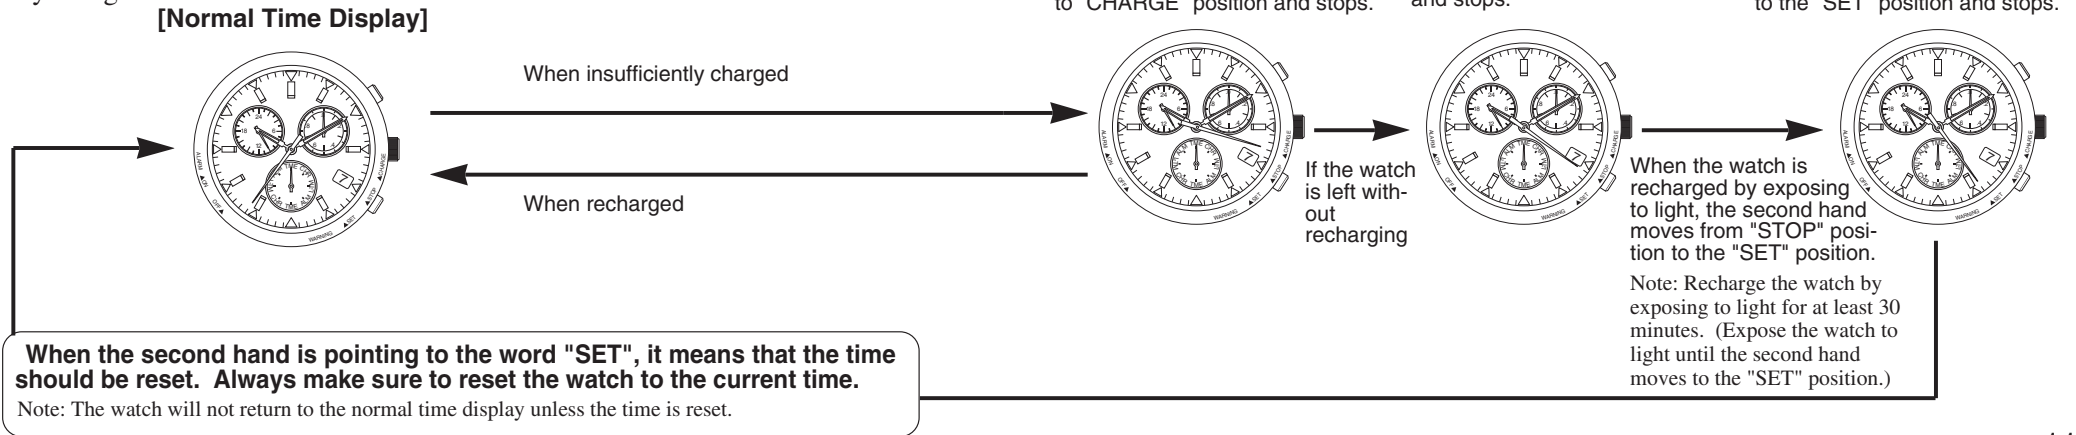 [Normal Time Display]
to "CHARGE" position and stops.
and stops.
to the "SET" position and stops.
When insufficiently charged
When recharged
If the watch
is left with-
out
recharging
When the watch is
recharged by exposing
to light, the second hand
moves from "STOP" posi-
tion to the "SET" position.
Note: Recharge the watch by
exposing to light for at least 30
minutes. (Expose the watch to
light until the second hand
moves to the "SET" position.)
When the second hand is pointing to the word "SET", it means that the time
should be reset. Always make sure to reset the watch to the current time.
Note: The watch will not return to the normal time display unless the time is reset.